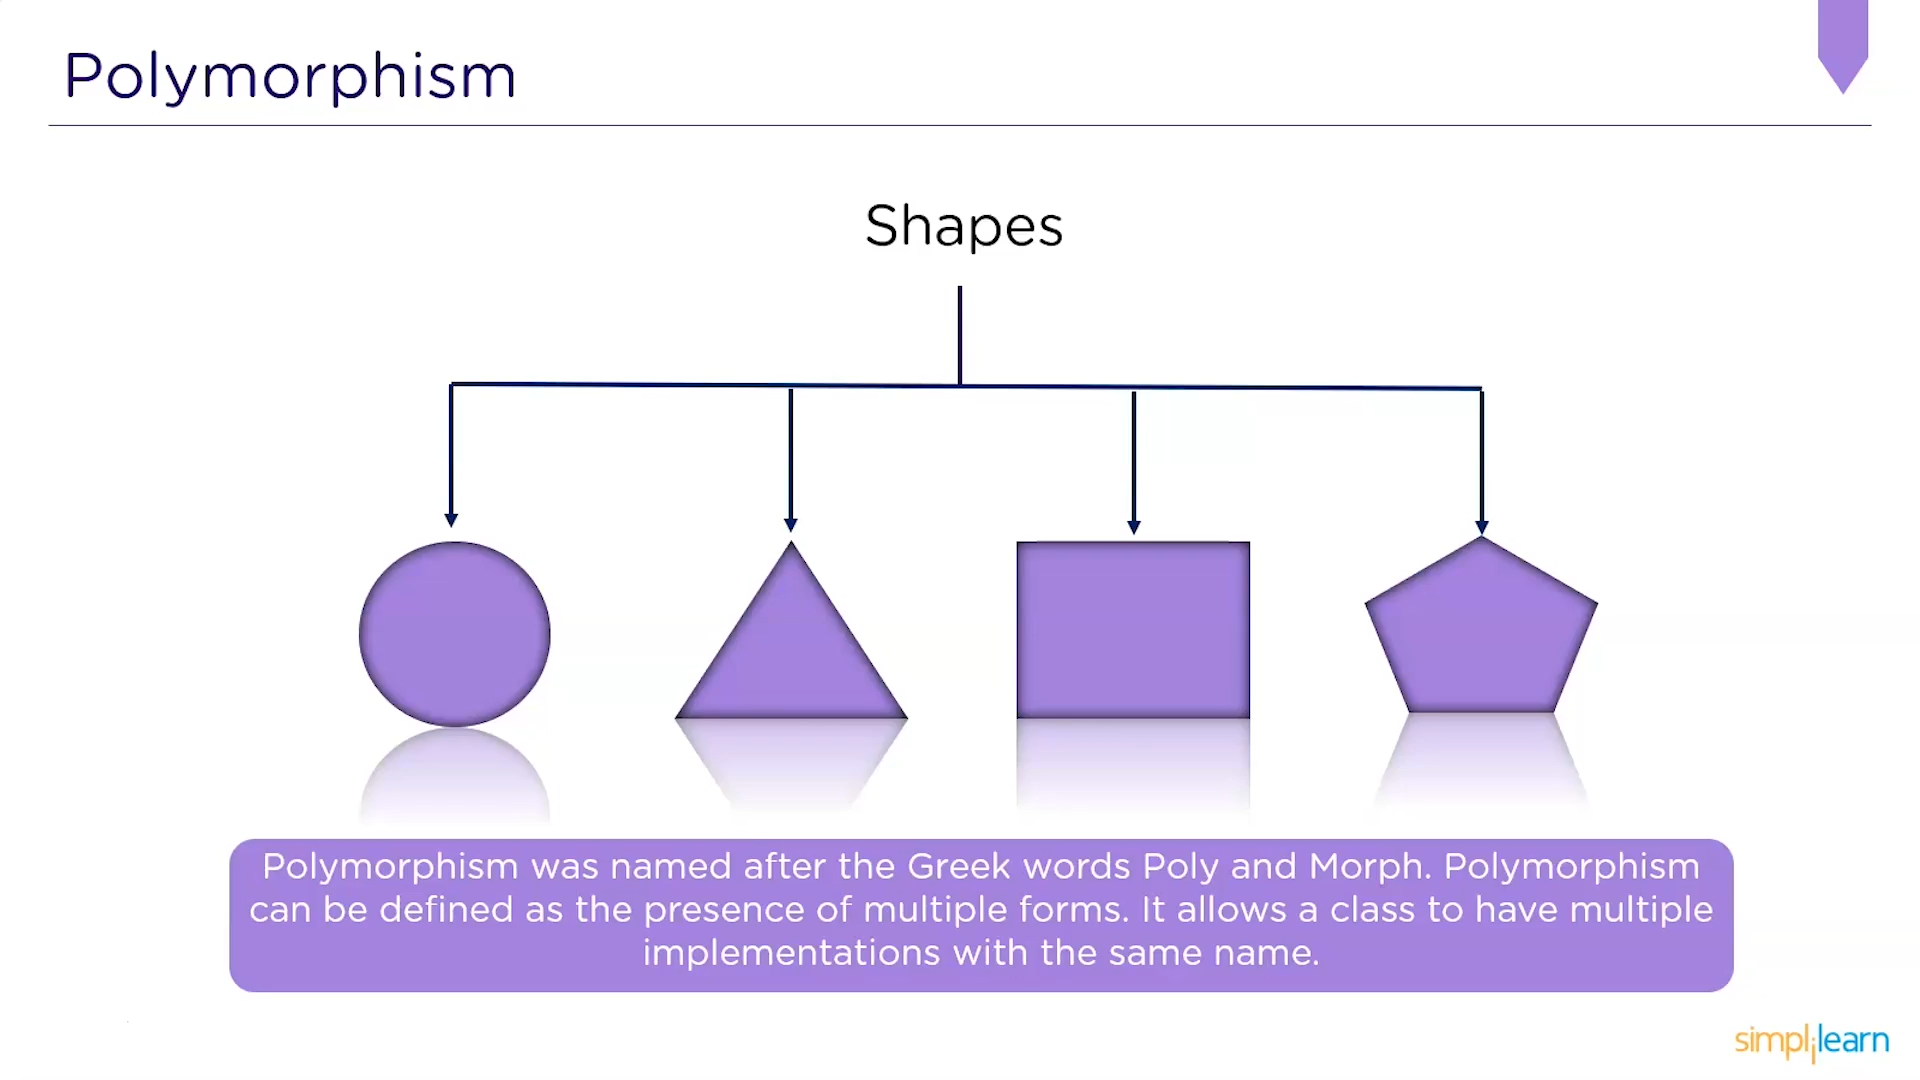 Polymorphism
Shapes
Polymorphism was named after the Greek words Poly and Morph. Polymorphism
can be defined as the presence of multiple forms. It allows a class to have multiple
implementations with the same name.
simplilearn